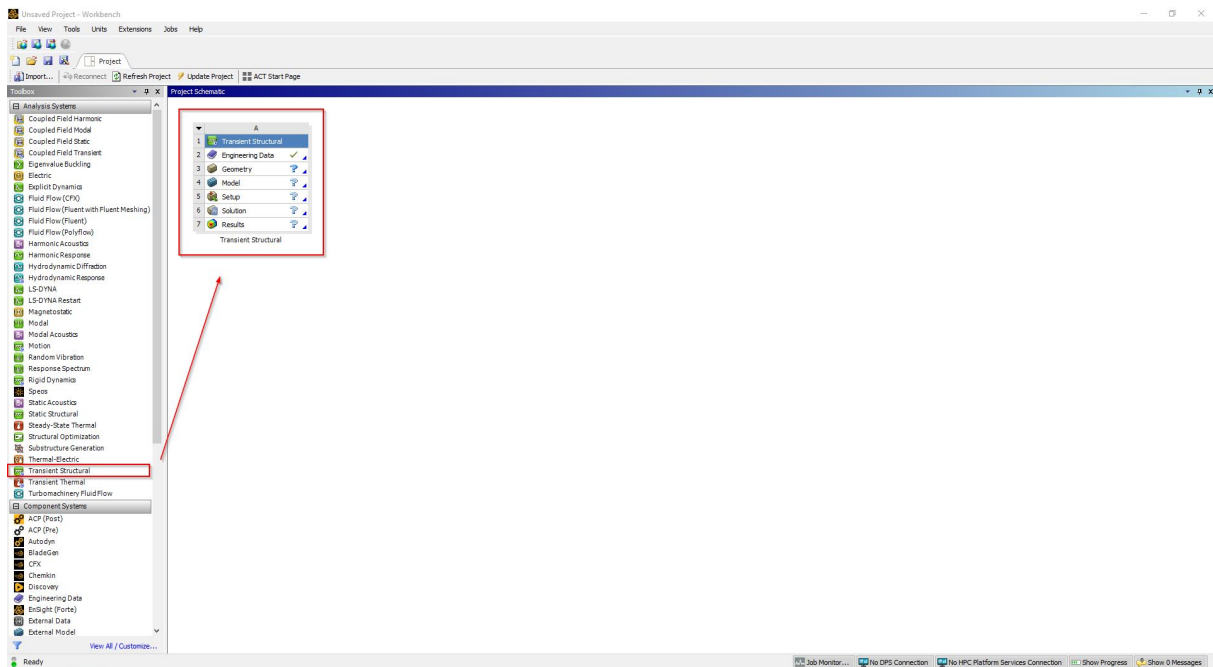 Unsaved Project - Workbench
File View Tools Units Extensions Jobs Help
Project
Import... Reconnect Refresh Project Update Project ACT Start Page
Toolbox
Project Schematic
Analysis Systems
Coupled Field Harmonic
Coupled Field Modal
Coupled Field Static
Coupled Field Transient
Eigenvalue Buckling
Electric
Explicit Dynamics
Fluid Flow (CFX)
Fluid Flow (Fluent with Fluent Meshing)
Fluid Flow (Fluent)
Fluid Flow (Polyflow)
Harmonic Acoustics
Harmonic Response
Hydrodynamic Diffraction
Hydrodynamic Response
LS-DYNA
LS-DYNA Restart
Magnetostatic
Modal
Modal Acoustics
Motion
Random Vibration
Response Spectrum
Rigid Dynamics
Speos
Static Acoustics
Static Structural
Steady-State Thermal
Structural Optimization
Substructure Generation
Thermal-Electric
Transient Structural
Transient Thermal
Turbomachinery Fluid Flow
Component Systems
ACP (Post)
ACP (Pre)
Autodyn
BladeGen
CFX
Chemkin
Discovery
Engineering Data
EnSight (Forte)
External Data
External Model
View All / Customize...
A
1 Transient Structural
2 Engineering Data
3 Geometry
4 Model
5 Setup
6 Solution
7 Results
Transient Structural
Ready
Job Monitor... No DPS Connection No HPC Platform Services Connection Show Progress Show 0 Messages